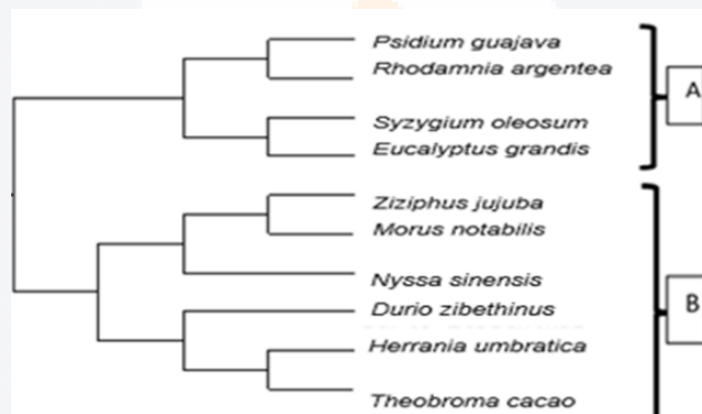 Psidium guajava
Rhodamnia argentea
A
Syzygium oleosum
Eucalyptus grandis
Ziziphus jujuba
Morus notabilis
Nyssa sinensis
Durio zibethinus
B
Herrania umbratica
Theobroma cacao